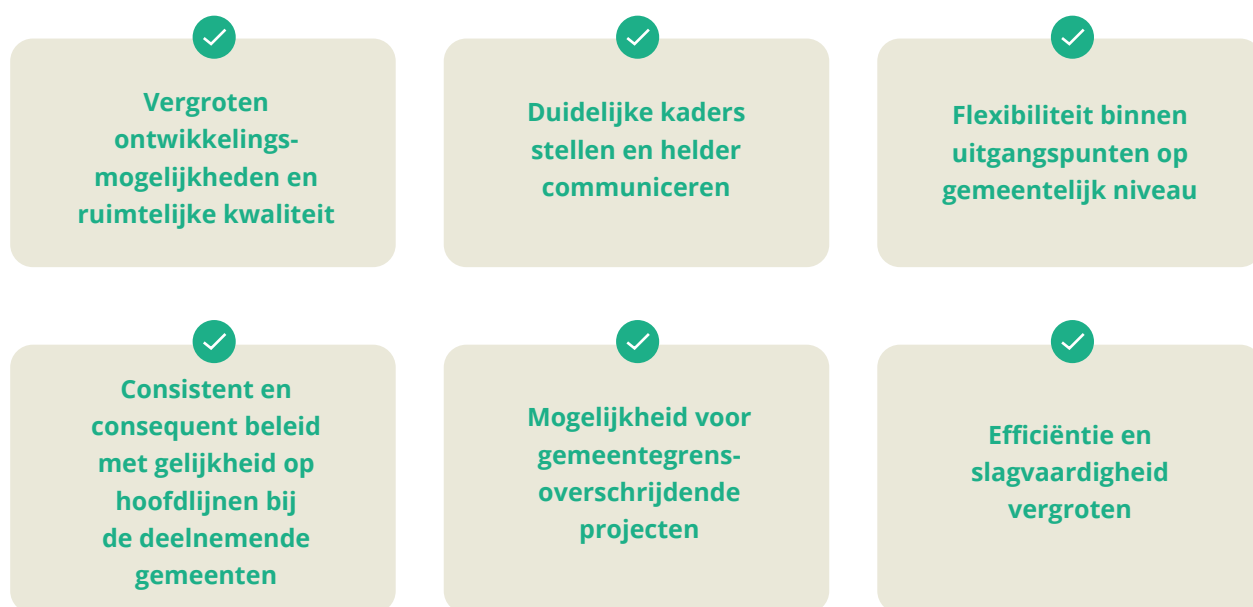 Vergroten
ontwikkelings-
mogelijkheden en
ruimtelijke kwaliteit
Duidelijke kaders
stellen en helder
communiceren
Flexibiliteit binnen
uitgangspunten op
gemeentelijk niveau
Consistent en
consequent beleid
met gelijkheid op
hoofdlijnen bij
de deelnemende
gemeenten
Mogelijkheid voor
gemeentegrens-
overschrijdende
projecten
Efficiëntie en
slagvaardigheid
vergroten